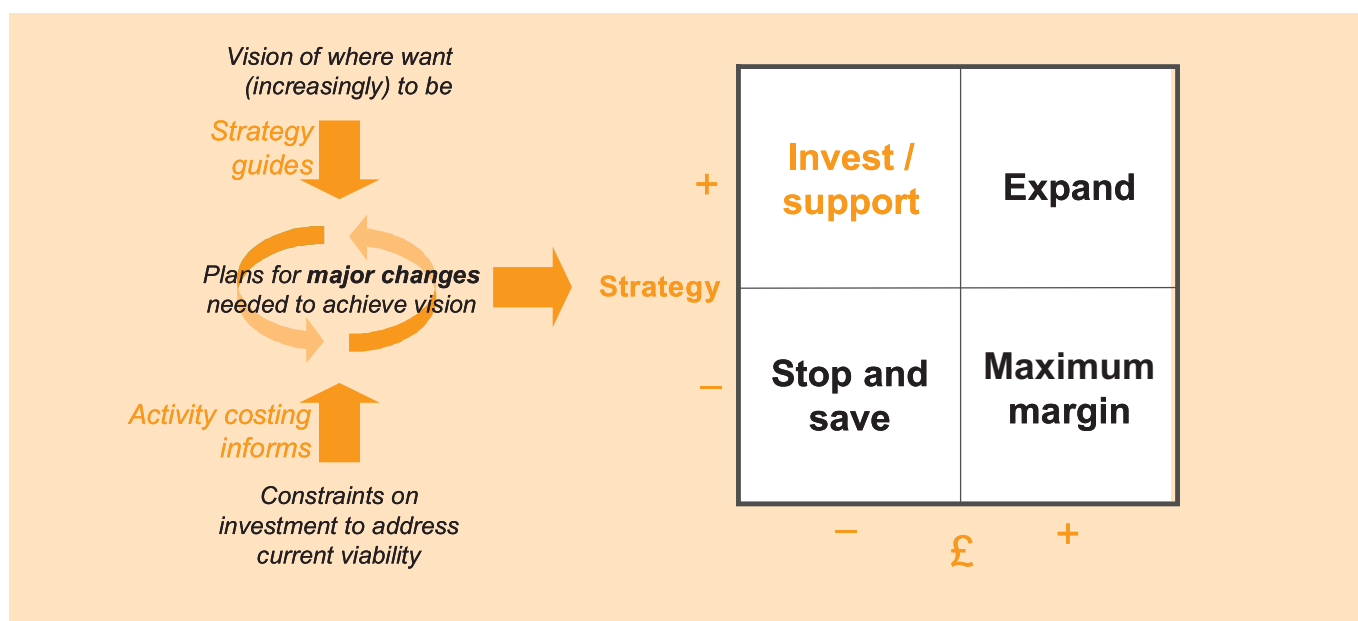 Vision of where want
(increasingly) to be
Strategy
guides
Plans for major changes
needed to achieve vision
Activity costing
informs
Constraints on
investment to address
current viability
Strategy
+
–
Invest /
support
Expand
Stop and
save
Maximum
margin
–
£
+